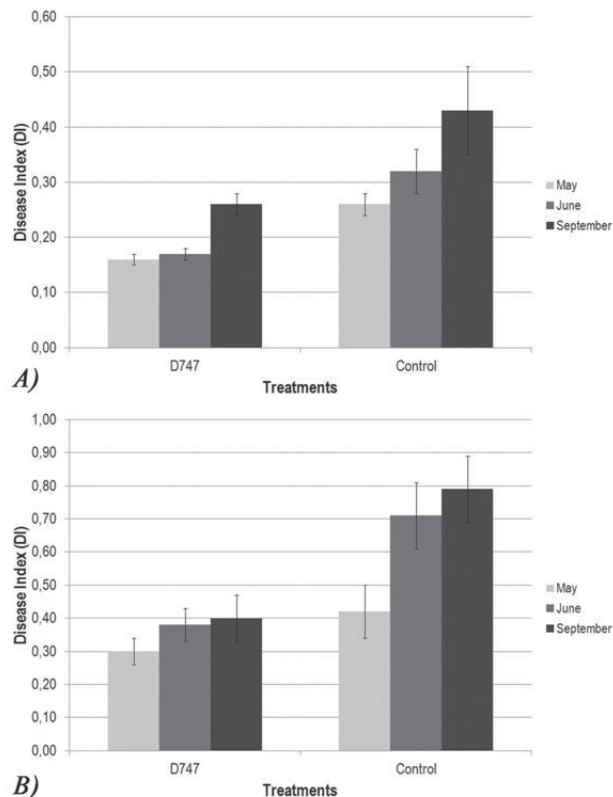 0,60
0,50
0,40
0,30
0,20
0,10
0,00
Disease Index (DI)
D747
Control
Treatments
May
June
September
A)
1,00
0,90
0,80
0,70
0,60
0,50
0,40
0,30
0,20
0,10
0,00
Disease Index (DI)
D747
Control
Treatments
May
June
September
B)